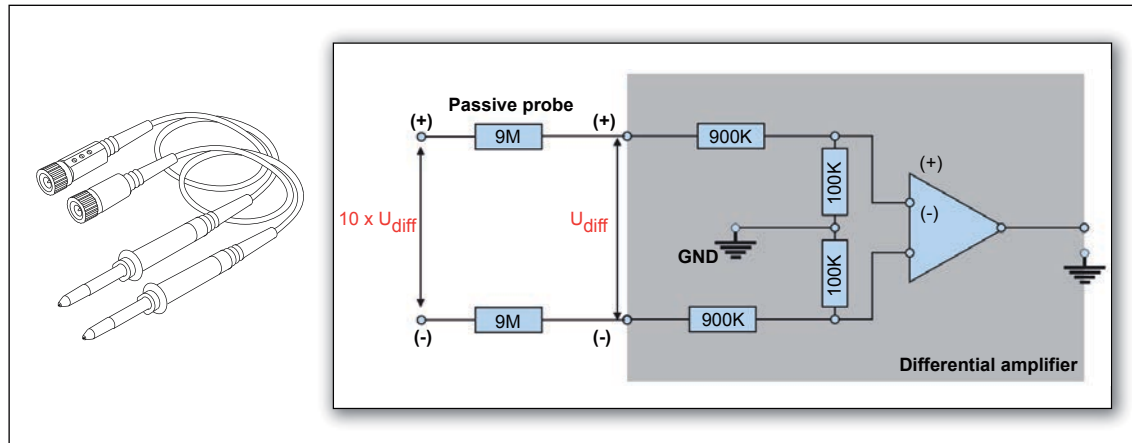 Passive probe
(+)
9M
(+)
900K
(+)
100K
(-)
10 x Udiff
Udiff
GND
100K
9M
900K
(-)
(-)
Differential amplifier